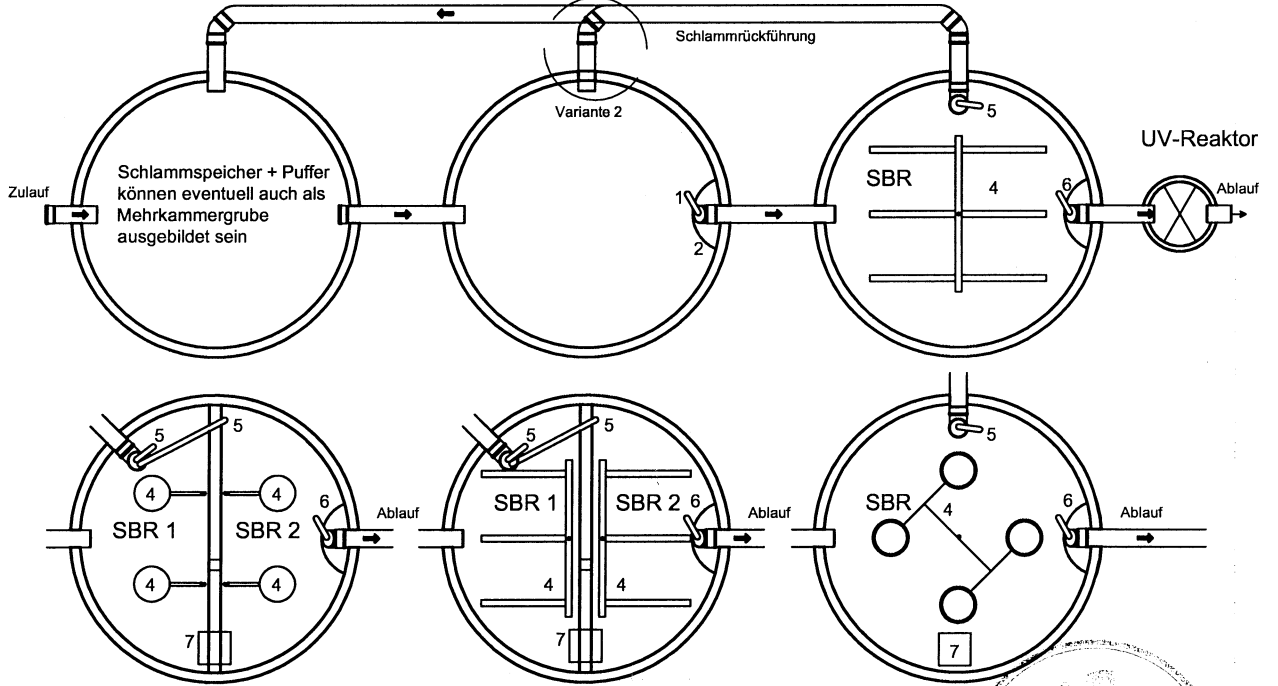 Schlammrückführung
Variante 2
5
UV-Reaktor
Zulauf
Schlammspeicher + Puffer
können eventuell auch als
Mehrkammergrube
ausgebildet sein
1
2
SBR
4
6
Ablauf
5
5
4
4
SBR 1
SBR 2
6
Ablauf
4
4
7
5
5
SBR 1
SBR 2
6
Ablauf
4
4
7
5
SBR
4
6
Ablauf
7